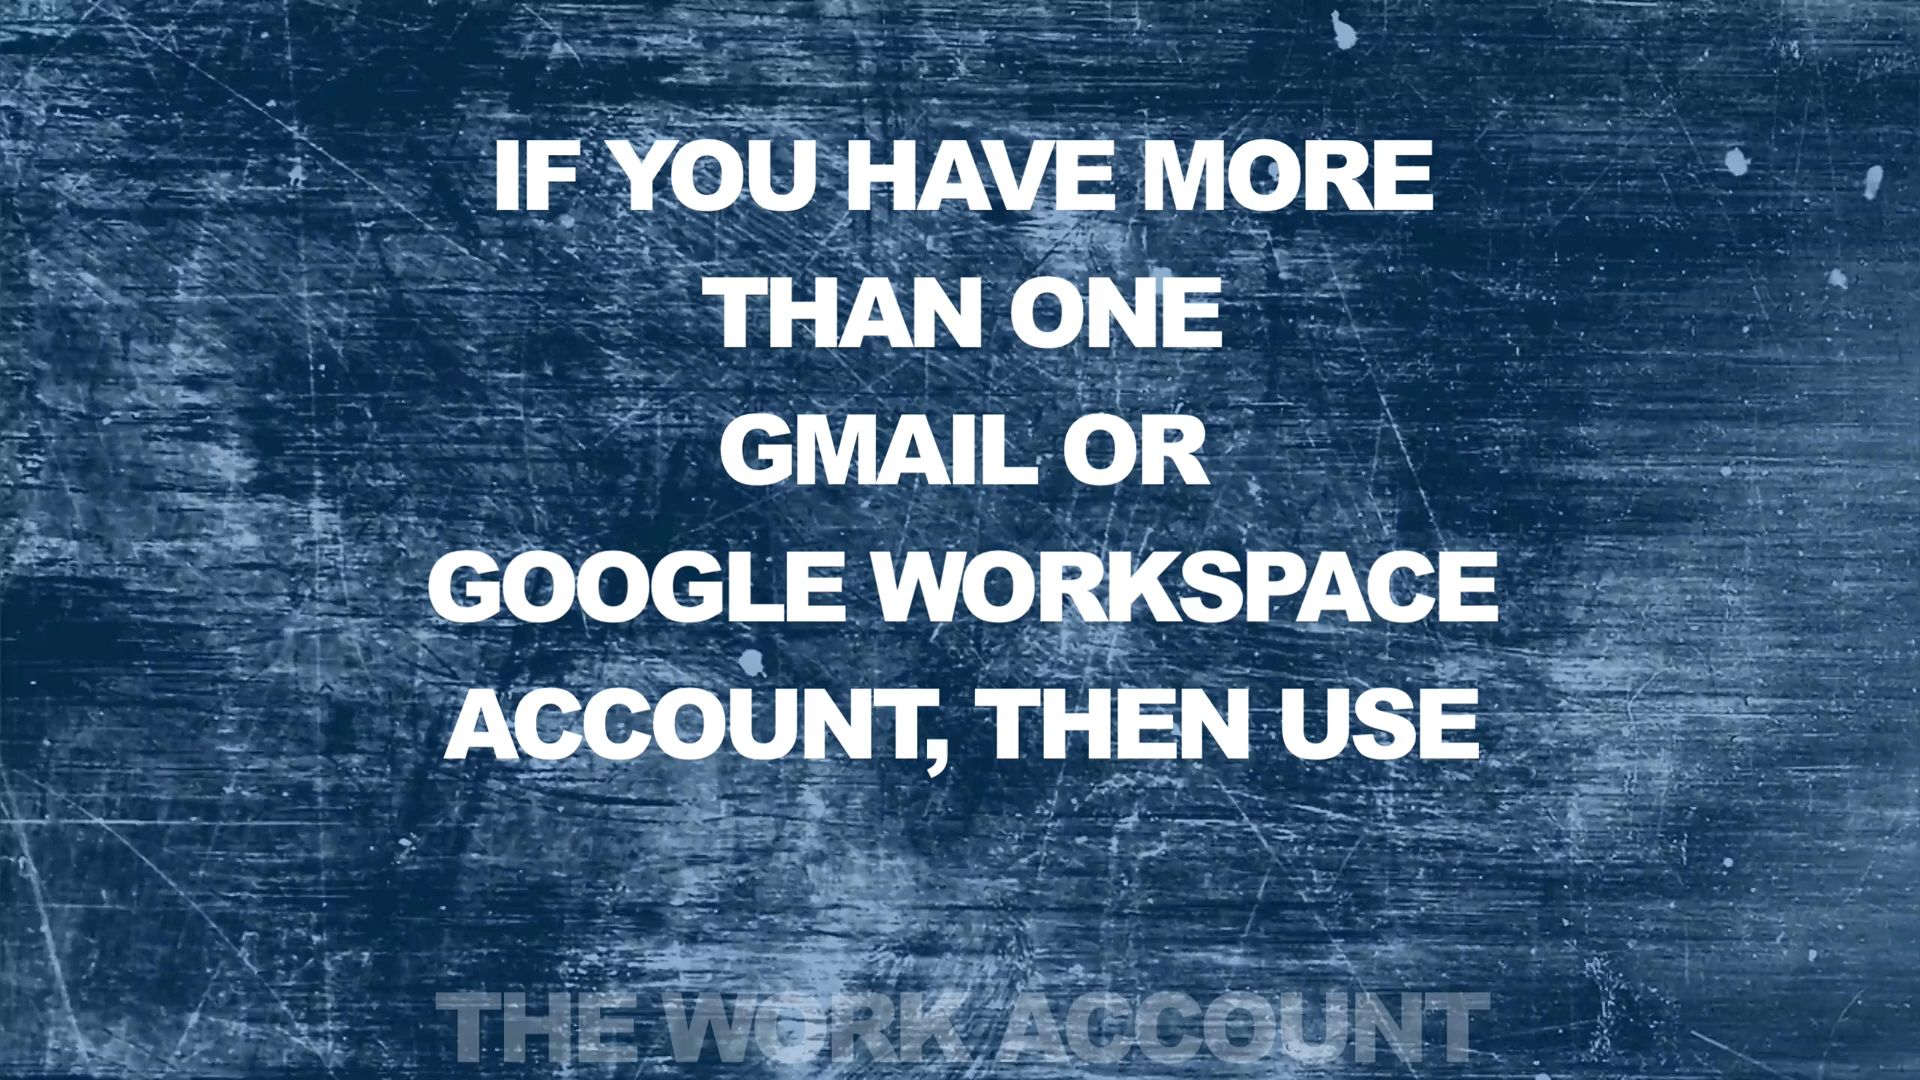 IF YOU HAVE MORE
THAN ONE
GMAIL OR
GOOGLE WORKSPACE
ACCOUNT, THEN USE
THE WORK ACCOUNT